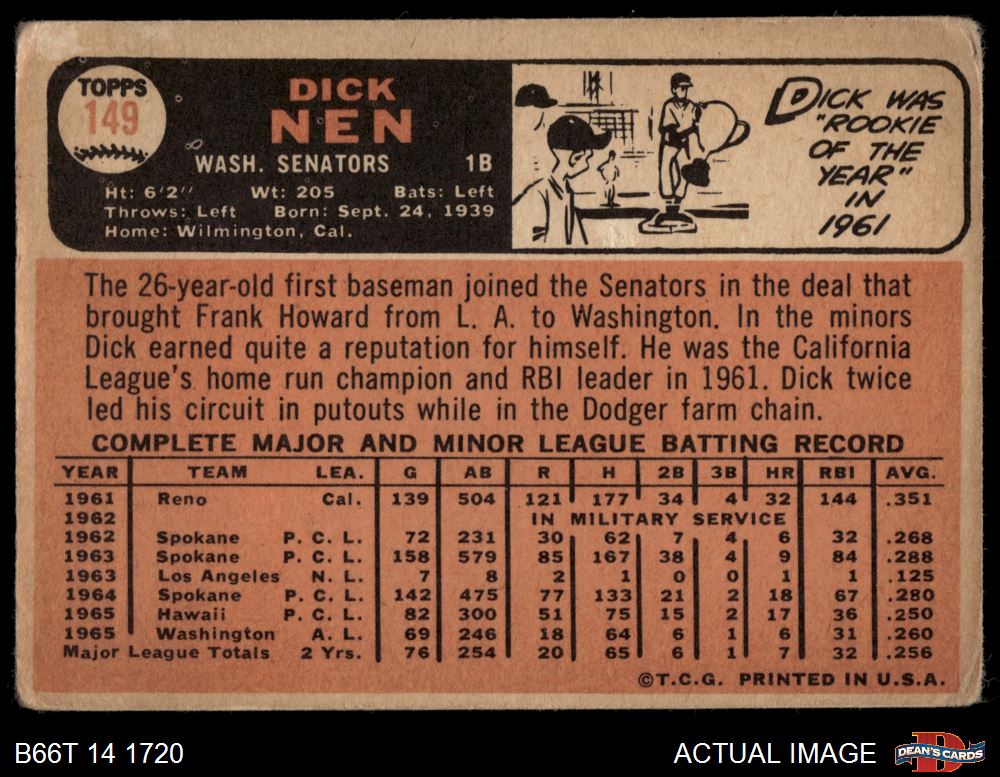 TOPPS
149
DICK
NEN
WASH. SENATORS 1B
Ht: 6'2" Wt: 205 Bats: Left
Throws: Left Born: Sept. 24, 1939
Home: Wilmington, Cal.
DICK WAS
"ROOKIE
OF THE
YEAR"
IN
1961
The 26-year-old first baseman joined the Senators in the deal that
brought Frank Howard from L. A. to Washington. In the minors
Dick earned quite a reputation for himself. He was the California
League's home run champion and RBI leader in 1961. Dick twice
led his circuit in putouts while in the Dodger farm chain.
COMPLETE MAJOR AND MINOR LEAGUE BATTING RECORD
YEAR TEAM LEA. G AB R H 2B 3B HR RBI AVG.
1961 Reno Cal. 139 504 121 177 34 4 32 144 .351
1962 IN MILITARY SERVICE
1962 Spokane P. C. L. 72 231 30 62 7 4 6 32 .268
1963 Spokane P. C. L. 158 579 85 167 38 4 9 84 .288
1963 Los Angeles N. L. 7 8 2 1 0 0 1 1 .125
1964 Spokane P. C. L. 142 475 77 133 21 2 18 67 .280
1965 Hawaii P. C. L. 82 300 51 75 15 2 17 36 .250
1965 Washington A. L. 69 246 18 64 6 1 6 31 .260
Major League Totals 2 Yrs. 76 254 20 65 6 1 7 32 .256
©T.C.G. PRINTED IN U.S.A.
B66T 14 1720
ACTUAL IMAGE
DEAN'S CARDS